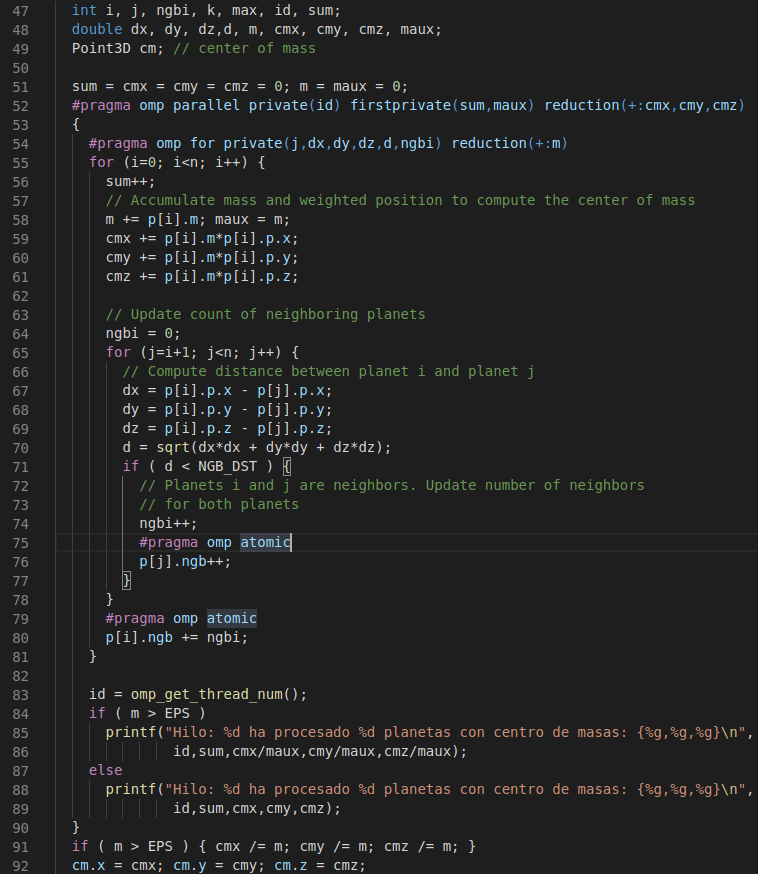 47 int i, j, ngbi, k, max, id, sum;
48 double dx, dy, dz,d, m, cmx, cmy, cmz, maux;
49 Point3D cm; // center of mass
50
51 sum = cmx = cmy = cmz = 0; m = maux = 0;
52 #pragma omp parallel private(id) firstprivate(sum,maux) reduction(+:cmx,cmy,cmz)
53 {
54 #pragma omp for private(j,dx,dy,dz,d,ngbi) reduction(+:m)
55 for (i=0; i<n; i++) {
56 sum++;
57 // Accumulate mass and weighted position to compute the center of mass
58 m += p[i].m; maux = m;
59 cmx += p[i].m*p[i].p.x;
60 cmy += p[i].m*p[i].p.y;
61 cmz += p[i].m*p[i].p.z;
62
63 // Update count of neighboring planets
64 ngbi = 0;
65 for (j=i+1; j<n; j++) {
66 // Compute distance between planet i and planet j
67 dx = p[i].p.x - p[j].p.x;
68 dy = p[i].p.y - p[j].p.y;
69 dz = p[i].p.z - p[j].p.z;
70 d = sqrt(dx*dx + dy*dy + dz*dz);
71 if ( d < NGB_DST ) {
72 // Planets i and j are neighbors. Update number of neighbors
73 // for both planets
74 ngbi++;
75 #pragma omp atomic
76 p[j].ngb++;
77 }
78 }
79 #pragma omp atomic
80 p[i].ngb += ngbi;
81 }
82
83 id = omp_get_thread_num();
84 if ( m > EPS )
85 printf("Hilo: %d ha procesado %d planetas con centro de masas: {%g,%g,%g}\n",
86 id,sum,cmx/maux,cmy/maux,cmz/maux);
87 else
88 printf("Hilo: %d ha procesado %d planetas con centro de masas: {%g,%g,%g}\n",
89 id,sum,cmx,cmy,cmz);
90 }
91 if ( m > EPS ) { cmx /= m; cmy /= m; cmz /= m; }
92 cm.x = cmx; cm.y = cmy; cm.z = cmz;